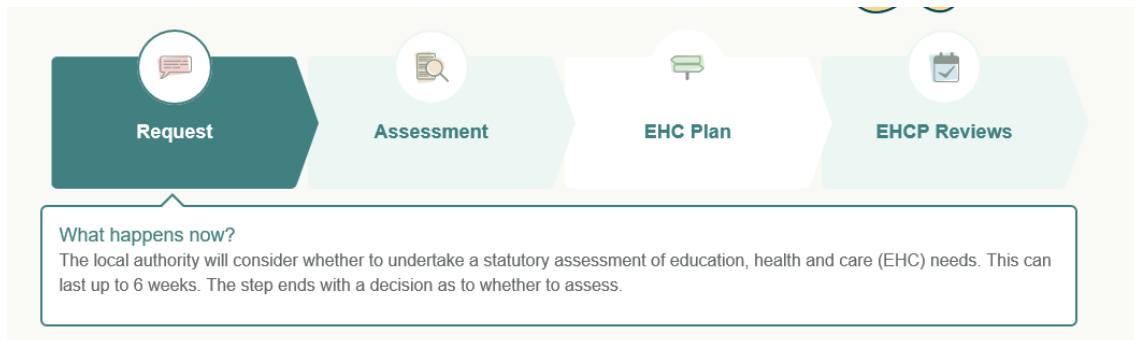 Request
Assessment
EHC Plan
EHCP Reviews
What happens now?
The local authority will consider whether to undertake a statutory assessment of education, health and care (EHC) needs. This can
last up to 6 weeks. The step ends with a decision as to whether to assess.